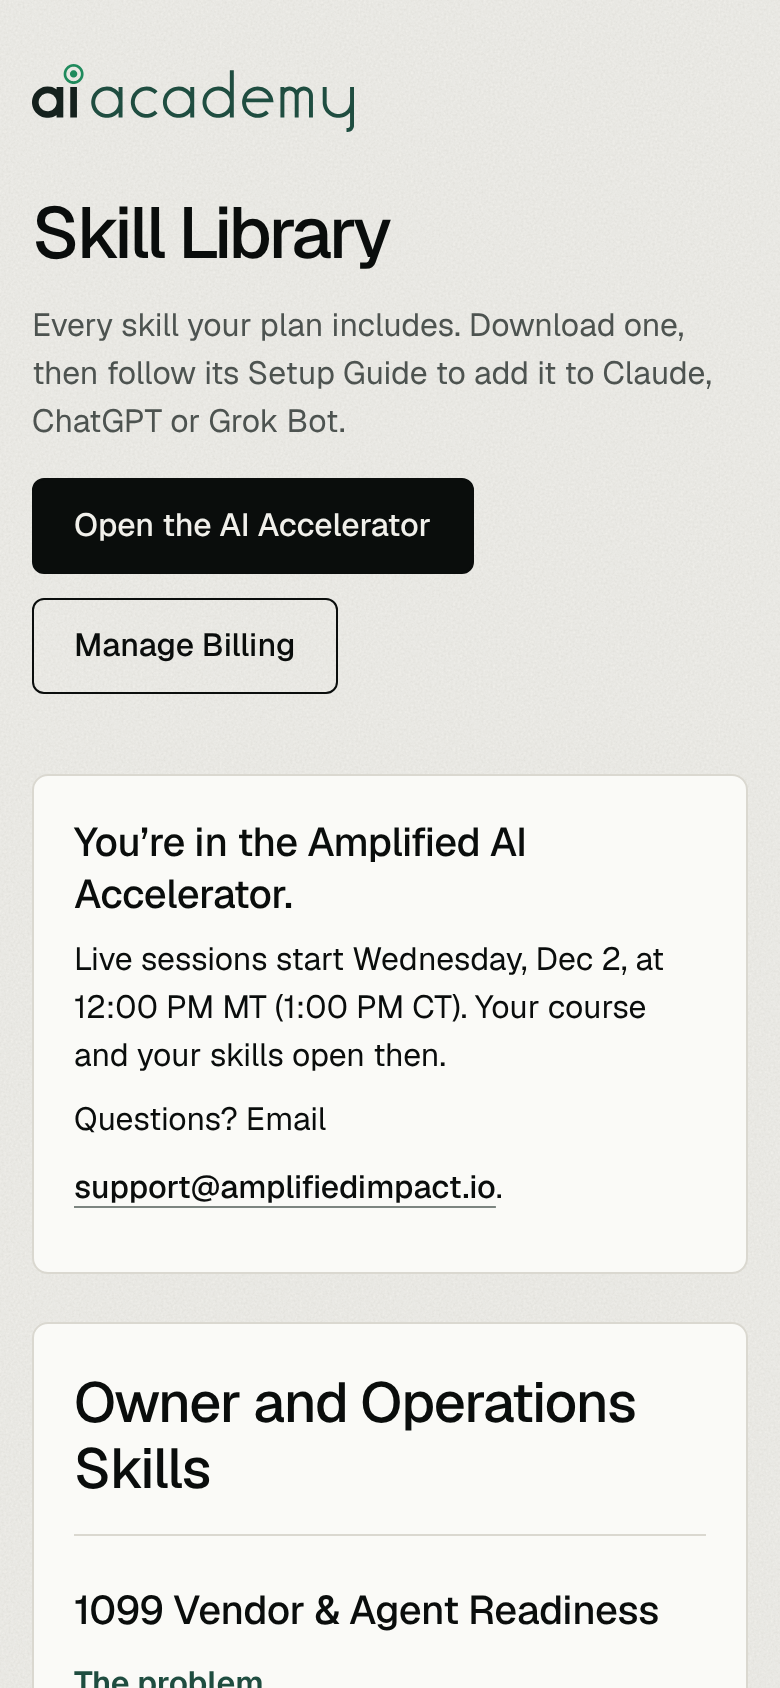 ai academy
Skill Library
Every skill your plan includes. Download one,
then follow its Setup Guide to add it to Claude,
ChatGPT or Grok Bot.
Open the AI Accelerator
Manage Billing
You’re in the Amplified AI
Accelerator.
Live sessions start Wednesday, Dec 2, at
12:00 PM MT (1:00 PM CT). Your course
and your skills open then.
Questions? Email
support@amplifiedimpact.io.
Owner and Operations
Skills
1099 Vendor & Agent Readiness
The problem